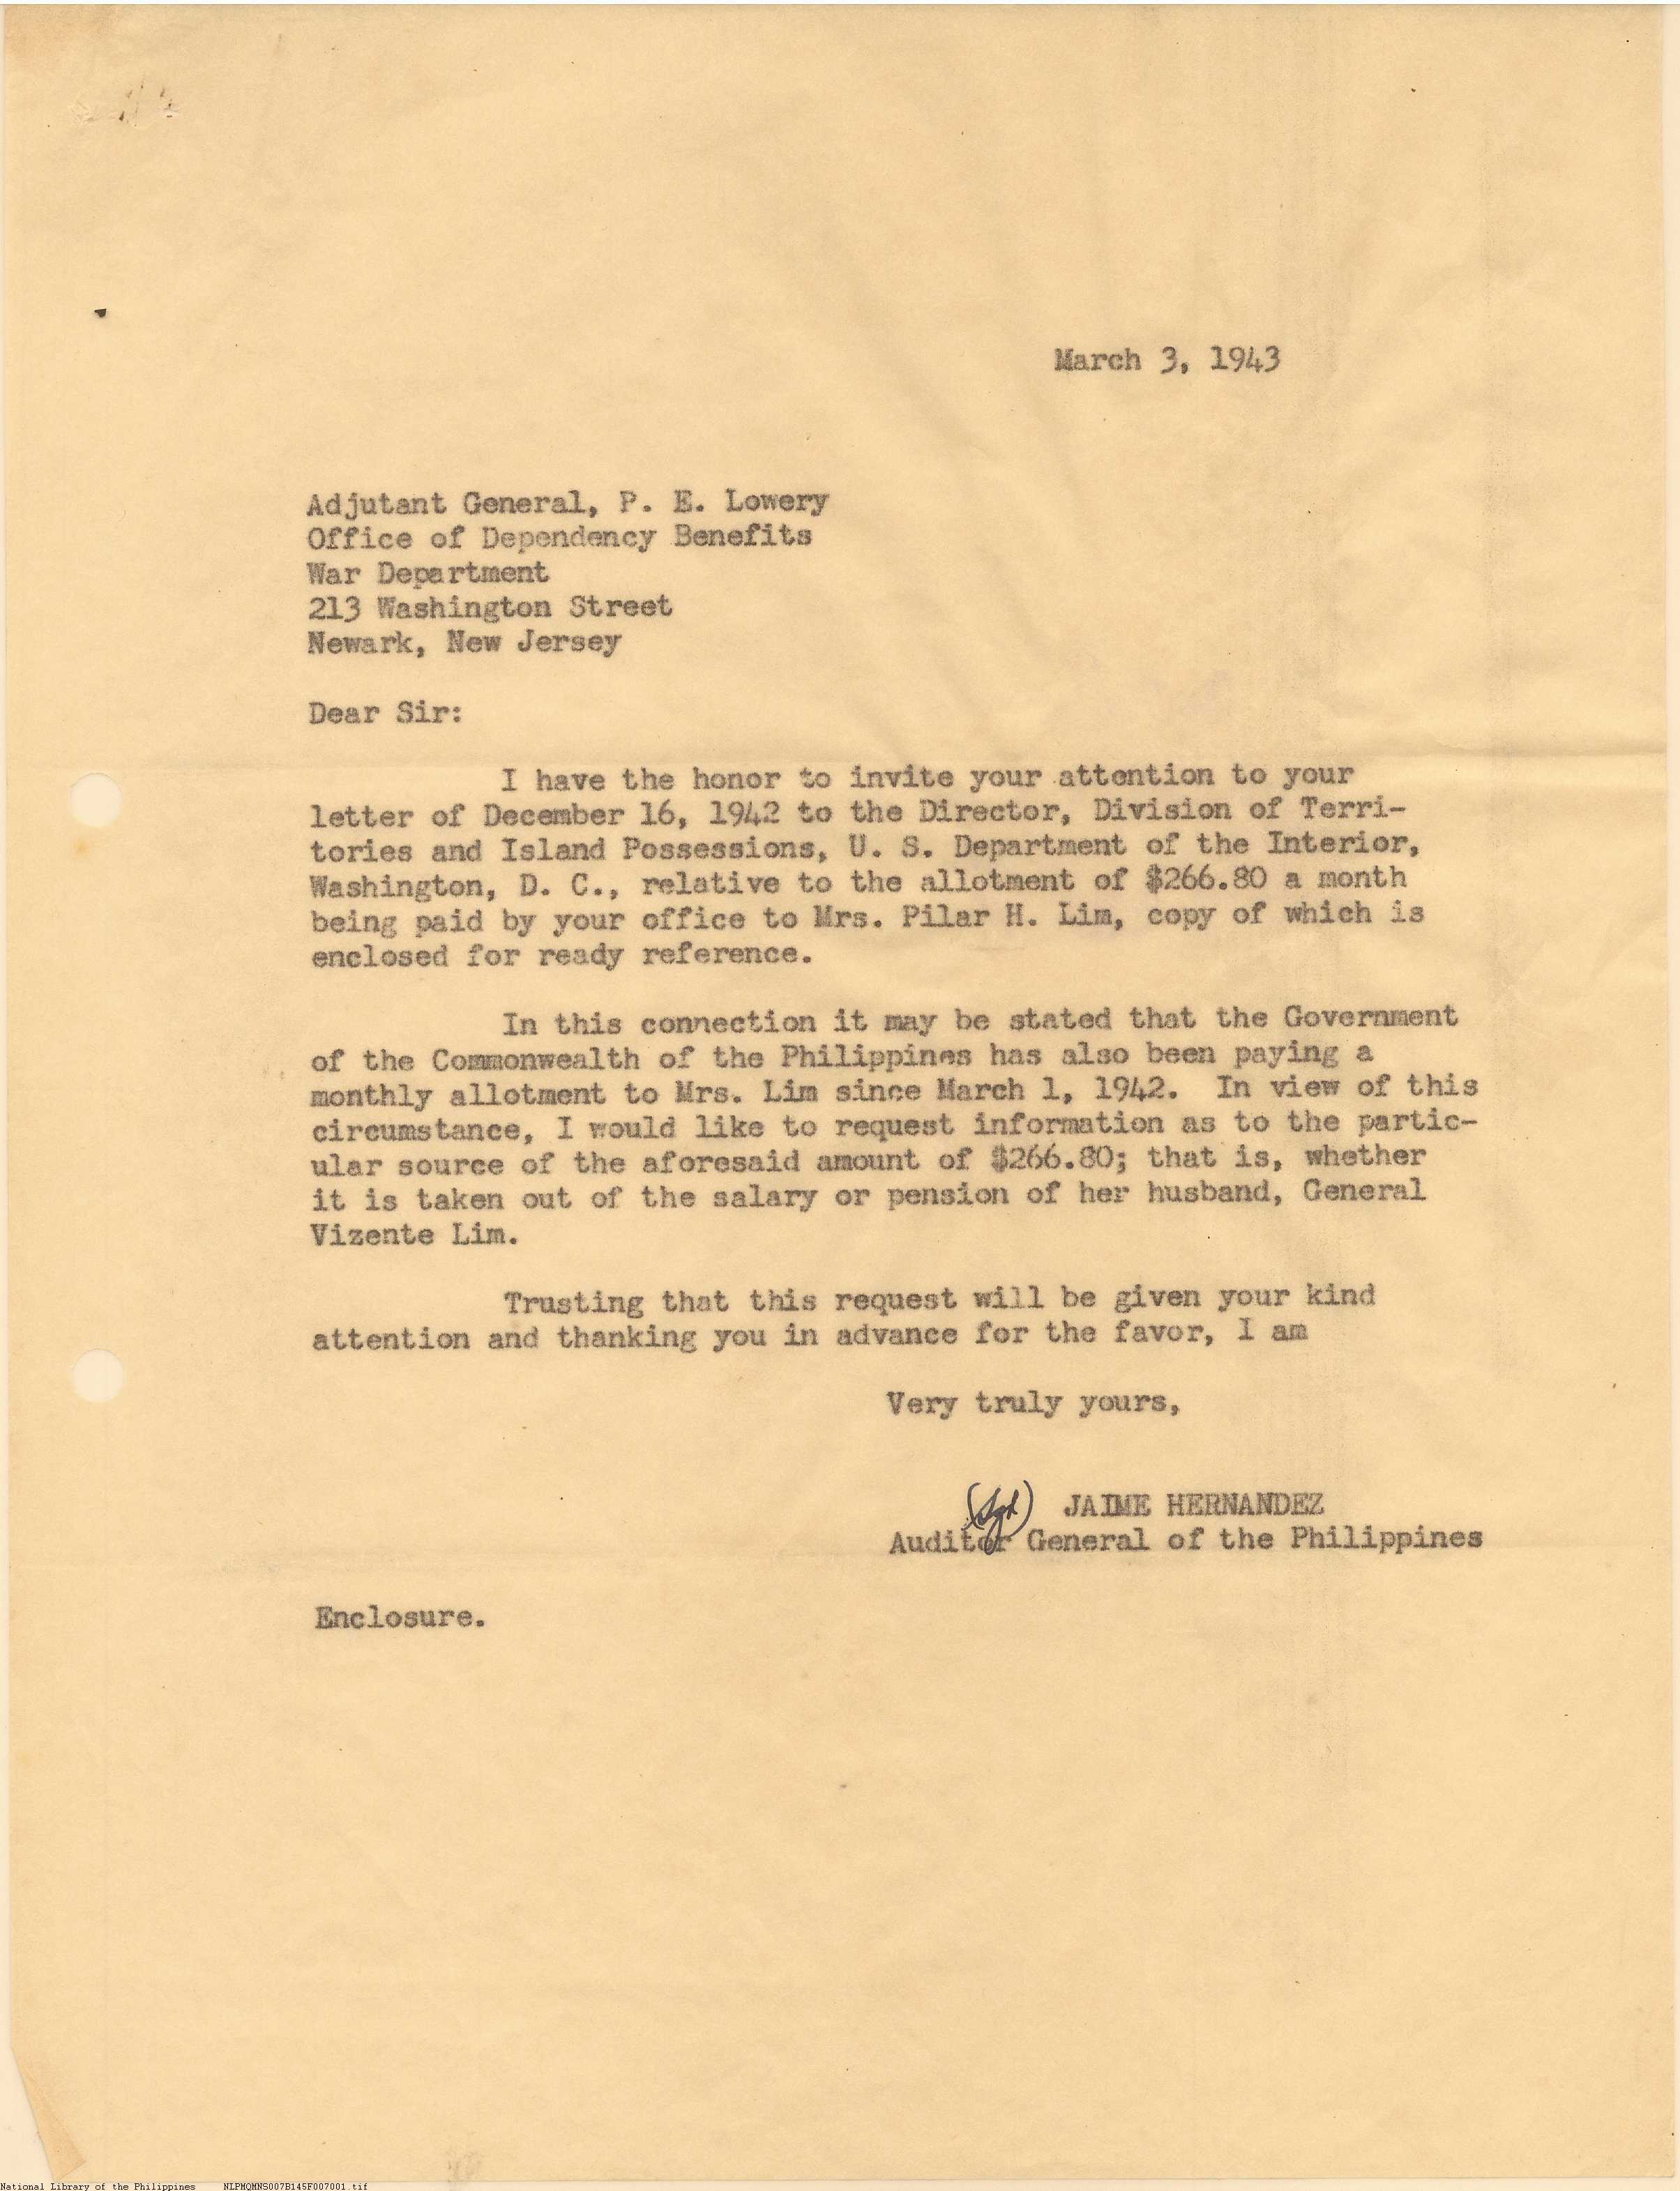 March 3, 1943
Adjutant General, P. E. Lowery
Office of Dependency Benefits
War Department
213 Washington Street
Newark, New Jersey
Dear Sir:
I have the honor to invite your attention to your
letter of December 16, 1942 to the Director, Division of Terri-
tories and Island Possessions, U. S. Department of the Interior,
Washington, D. C., relative to the allotment of $266.80 a month
being paid by your office to Mrs. Pilar H. Lim, copy of which is
enclosed for ready reference.
In this connection it may be stated that the Government
of the Commonwealth of the Philippines has also been paying a
monthly allotment to Mrs. Lim since March 1, 1942. In view of this
circumstance, I would like to request information as to the partic-
ular source of the aforesaid amount of $266.80; that is, whether
it is taken out of the salary or pension of her husband, General
Vizente Lim.
Trusting that this request will be given your kind
attention and thanking you in advance for the favor, I am
Very truly yours,
(Sgd) JAIME HERNANDEZ
Auditor General of the Philippines
Enclosure.
National Library of the Philippines NLPMQMNS007B145F007001.tif